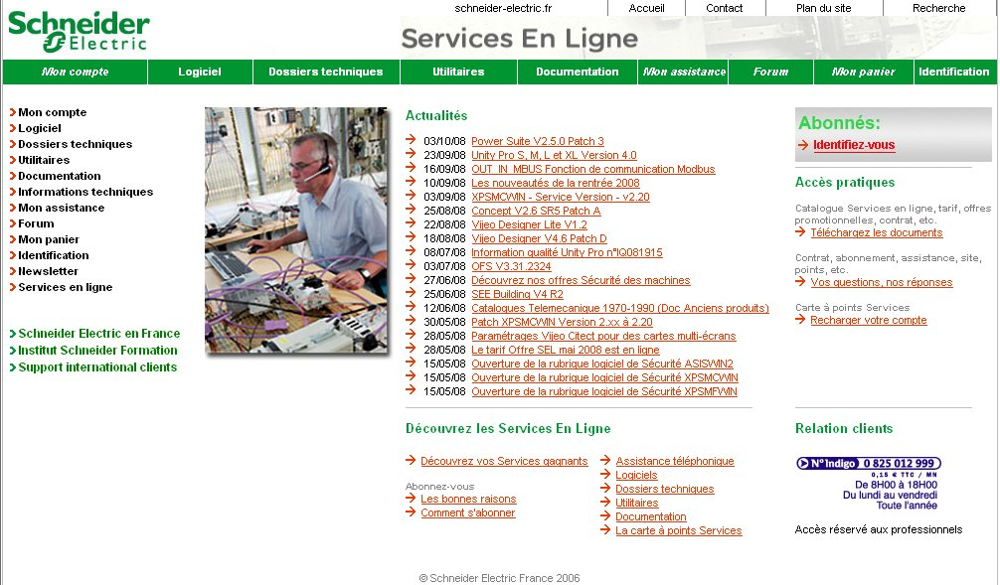 Schneider
Electric
schneider-electric.fr Accueil Contact Plan du site Recherche
Services En Ligne
Mon compte Logiciel Dossiers techniques Utilitaires Documentation Mon assistance Forum Mon panier Identification
Mon compte
Logiciel
Dossiers techniques
Utilitaires
Documentation
Informations techniques
Mon assistance
Forum
Mon panier
Identification
Newsletter
Services en ligne
Schneider Electric en France
Institut Schneider Formation
Support international clients
Actualités
03/10/08 Power Suite V2.5.0 Patch 3
23/09/08 Unity Pro S, M, L et XL Version 4.0
16/09/08 OUT_IN_MBUS Fonction de communication Modbus
10/09/08 Les nouveautés de la rentrée 2008
03/09/08 XPSMCWIN - Service Version - v2.20
25/08/08 Concept V2.6 SR5 Patch A
22/08/08 Vijeo Designer Lite V1.2
18/08/08 Vijeo Designer V4.6 Patch D
08/07/08 Information qualité Unity Pro n°IQ081915
03/07/08 OFS V3.31.2324
27/06/08 Découvrez nos offres Sécurité des machines
25/06/08 SEE Building V4 R2
12/06/08 Catalogues Telemecanique 1970-1990 (Doc Anciens produits)
30/05/08 Patch XPSMCWIN Version 2.xx à 2.20
28/05/08 Paramétrages Vijeo Citect pour des cartes multi-écrans
28/05/08 Le tarif Offre SEL mai 2008 est en ligne
15/05/08 Ouverture de la rubrique logiciel de Sécurité ASISWIN2
15/05/08 Ouverture de la rubrique logiciel de Sécurité XPSMCWIN
15/05/08 Ouverture de la rubrique logiciel de Sécurité XPSMFWIN
Découvrez les Services En Ligne
Découvrez vos Services gagnants
Abonnez-vous
Les bonnes raisons
Comment s'abonner
Assistance téléphonique
Logiciels
Dossiers techniques
Utilitaires
Documentation
La carte à points Services
Abonnés:
Identifiez-vous
Accès pratiques
Catalogue Services en ligne, tarif, offres
promotionnelles, contrat, etc.
Téléchargez les documents
Contrat, abonnement, assistance, site,
points, etc.
Vos questions, nos réponses
Carte à points Services
Recharger votre compte
Relation clients
N°Indigo 0 825 012 999
0,15 € TTC / MN
De 8H00 à 18H00
Du lundi au vendredi
Toute l'année
Accès réservé aux professionnels
© Schneider Electric France 2006